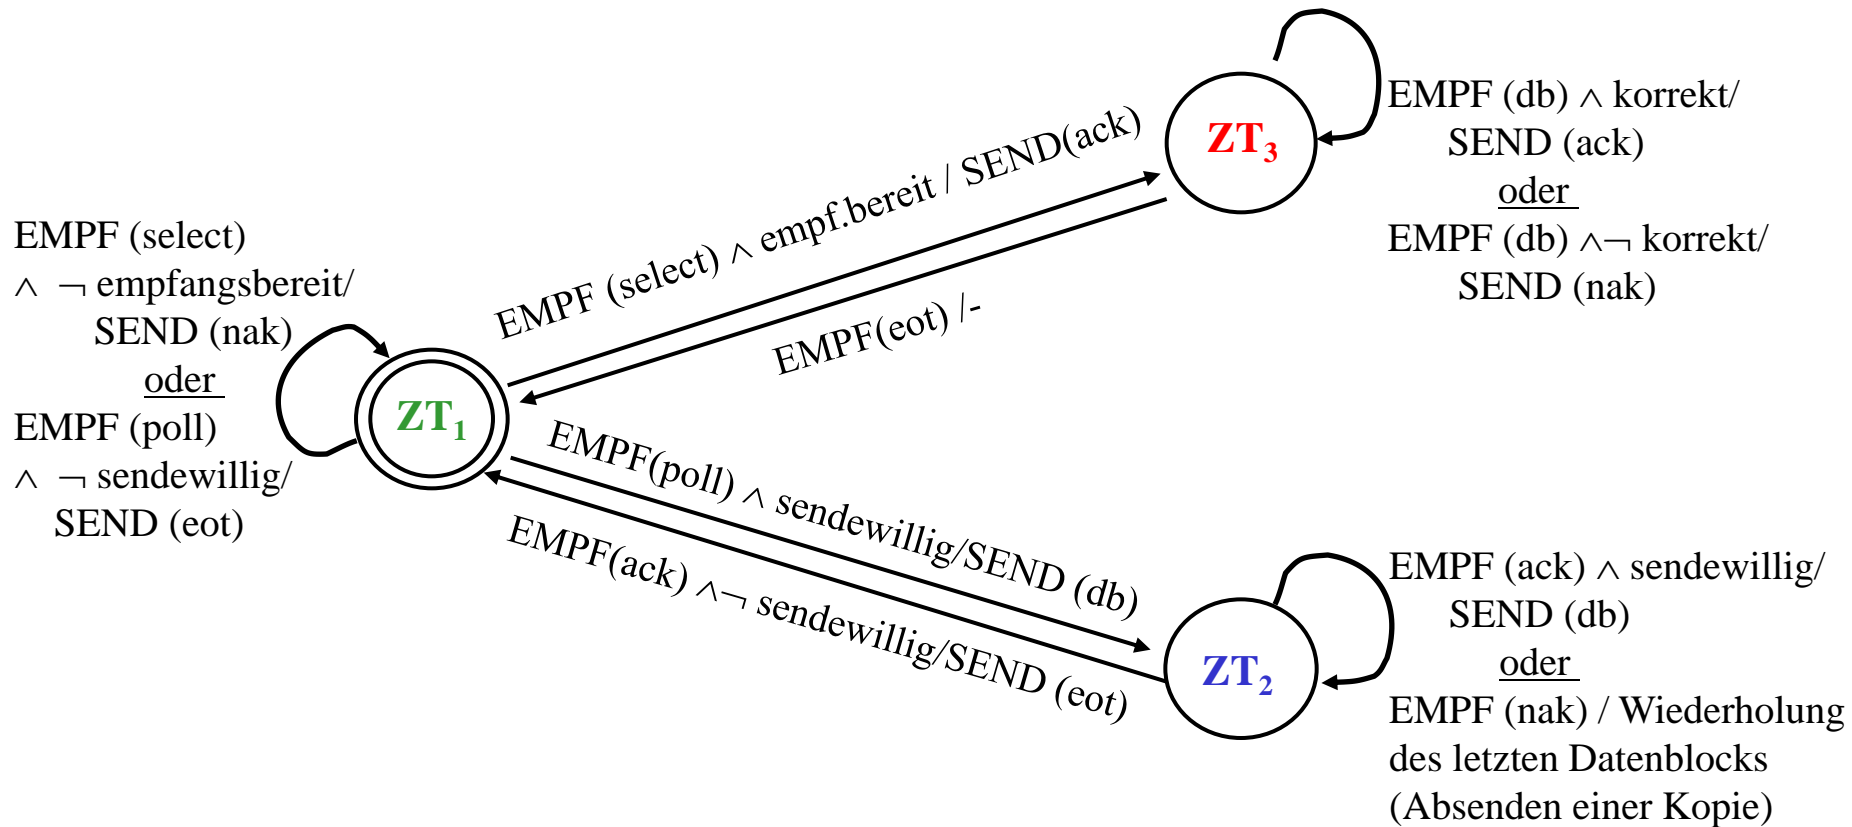 EMPF (select)
∧ ¬ empfangsbereit/
SEND (nak)
oder
EMPF (poll)
∧ ¬ sendewillig/
SEND (eot)
ZT1
EMPF (select) ∧ empf.bereit / SEND(ack)
EMPF(eot) /-
EMPF(poll) ∧ sendewillig/SEND (db)
EMPF(ack) ∧¬ sendewillig/SEND (eot)
ZT3
EMPF (db) ∧ korrekt/
SEND (ack)
oder
EMPF (db) ∧¬ korrekt/
SEND (nak)
ZT2
EMPF (ack) ∧ sendewillig/
SEND (db)
oder
EMPF (nak) / Wiederholung
des letzten Datenblocks
(Absenden einer Kopie)